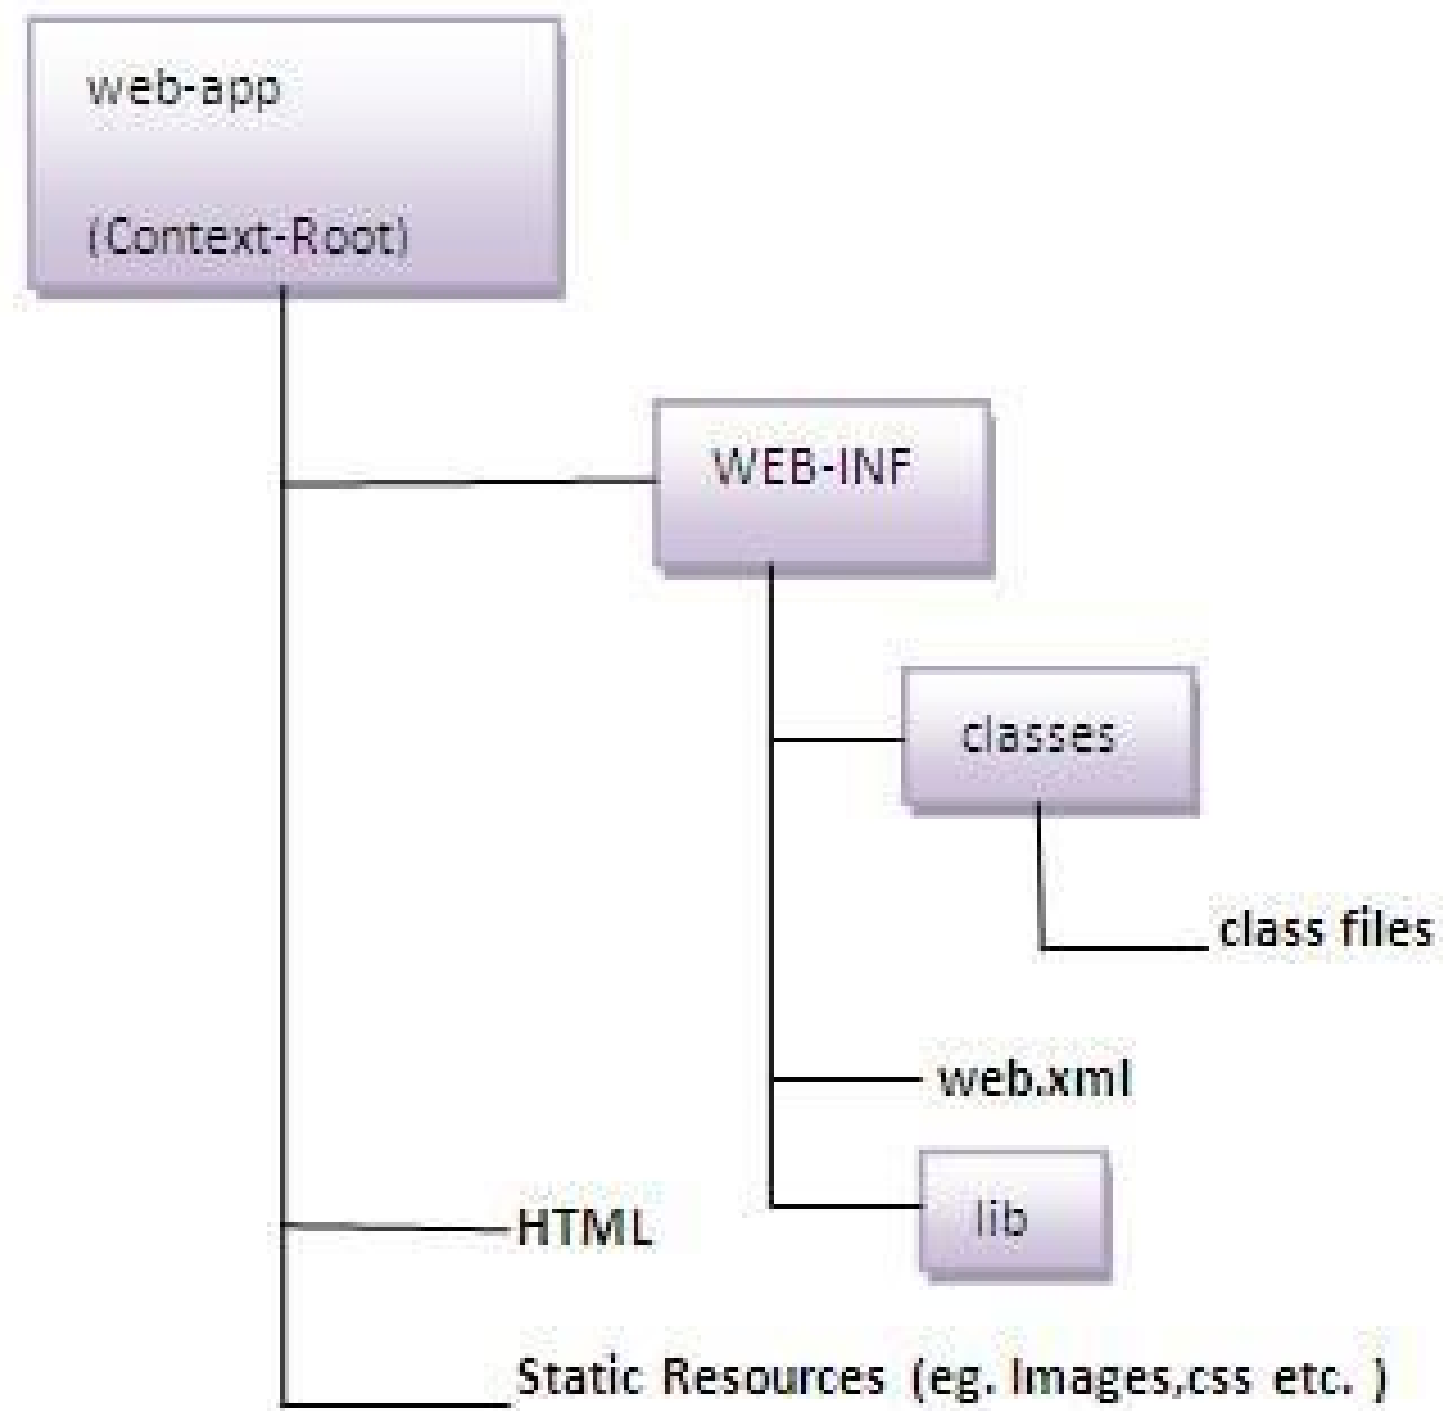 web-app
(Context-Root)
WEB-INF
classes
class files
web.xml
lib
HTML
Static Resources (eg. Images,css etc. )